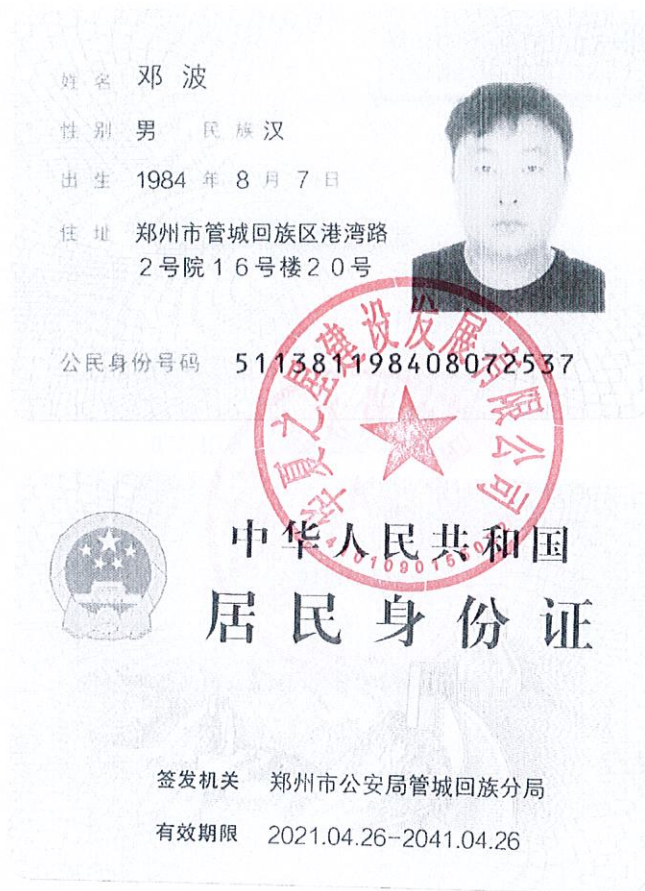 姓名 邓波
性别 男 民族 汉
出生 1984 年 8 月 7 日
住址 郑州市管城回族区港湾路
2号院16号楼20号
公民身份号码 511381198408072537
华夏之星建设发展有限公司
中华人民共和国
居民身份证
签发机关 郑州市公安局管城回族分局
有效期限 2021.04.26-2041.04.26